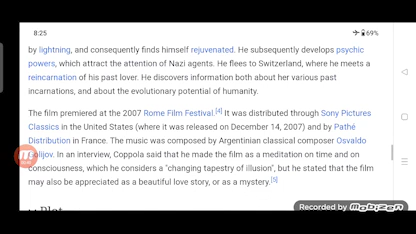 8:25
69%
by lightning, and consequently finds himself rejuvenated. He subsequently develops psychic
powers, which attract the attention of Nazi agents. He flees to Switzerland, where he meets a
reincarnation of his past lover. He discovers information both about her various past
incarnations, and about the evolutionary potential of humanity.
The film premiered at the 2007 Rome Film Festival.[4] It was distributed through Sony Pictures
Classics in the United States (where it was released on December 14, 2007) and by Pathé
Distribution in France. The music was composed by Argentinian classical composer Osvaldo
olijov. In an interview, Coppola said that he made the film as a meditation on time and on
consciousness, which he considers a "changing tapestry of illusion", but he stated that the film
may also be appreciated as a beautiful love story, or as a mystery.[5]
Recorded by Mobizen